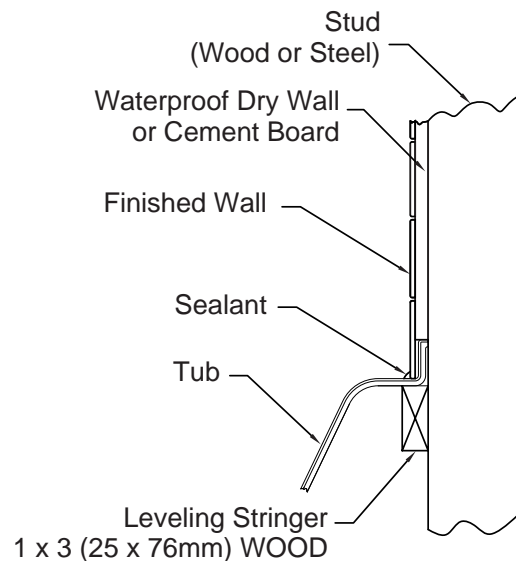 Stud
(Wood or Steel)
Waterproof Dry Wall
or Cement Board
Finished Wall
Sealant
Tub
Leveling Stringer
1 x 3 (25 x 76mm) WOOD